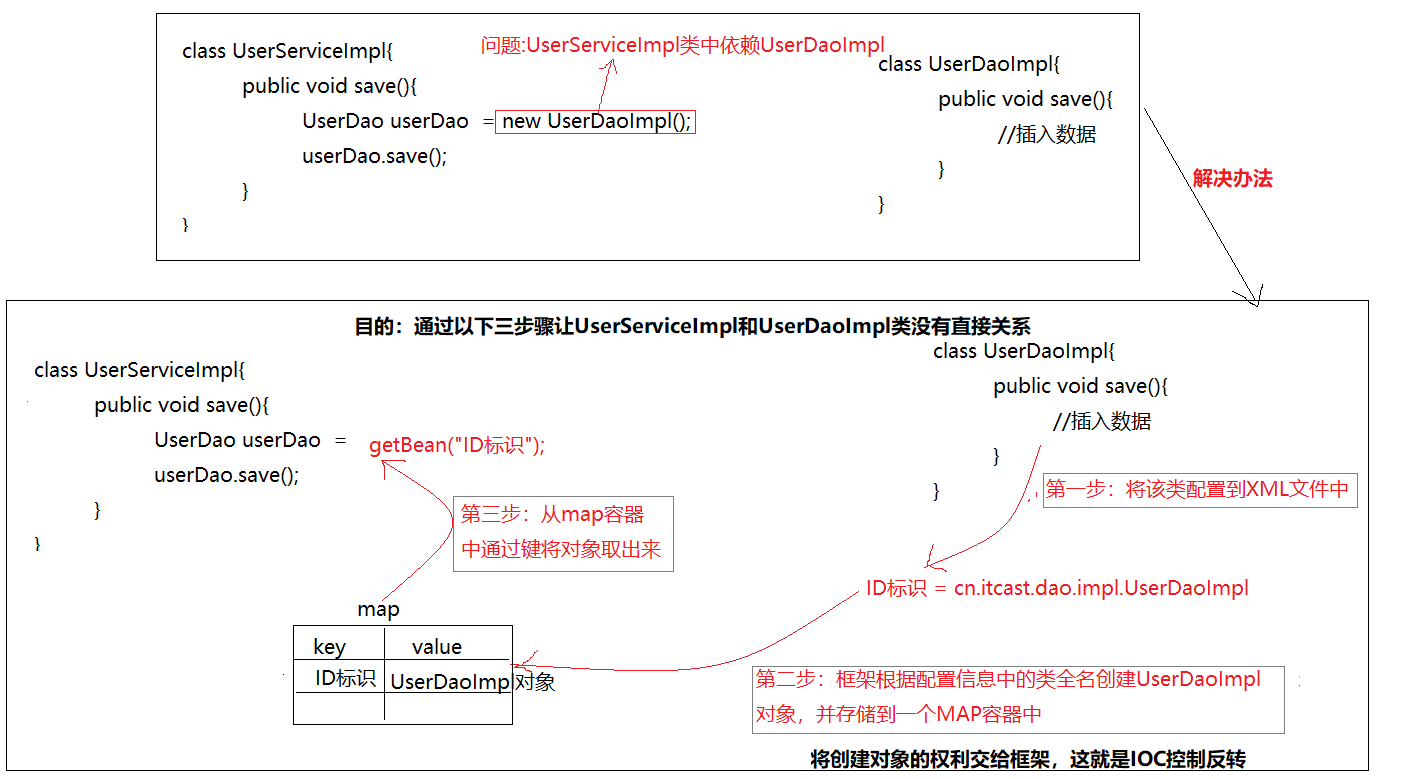 class UserServiceImpl{
问题:UserServiceImpl类中依赖UserDaoImpl
public void save(){
UserDao userDao = new UserDaoImpl();
userDao.save();
}
}
class UserDaoImpl{
public void save(){
//插入数据
}
}
解决办法
目的：通过以下三步骤让UserServiceImpl和UserDaoImpl类没有直接关系
class UserServiceImpl{
public void save(){
UserDao userDao = getBean("ID标识");
userDao.save();
}
}
class UserDaoImpl{
public void save(){
//插入数据
}
}
第一步：将该类配置到XML文件中
第三步：从map容器
中通过键将对象取出来
ID标识 = cn.itcast.dao.impl.UserDaoImpl
map
key value
ID标识 UserDaoImpl对象
第二步：框架根据配置信息中的类全名创建UserDaoImpl
对象，并存储到一个MAP容器中
将创建对象的权利交给框架，这就是IOC控制反转